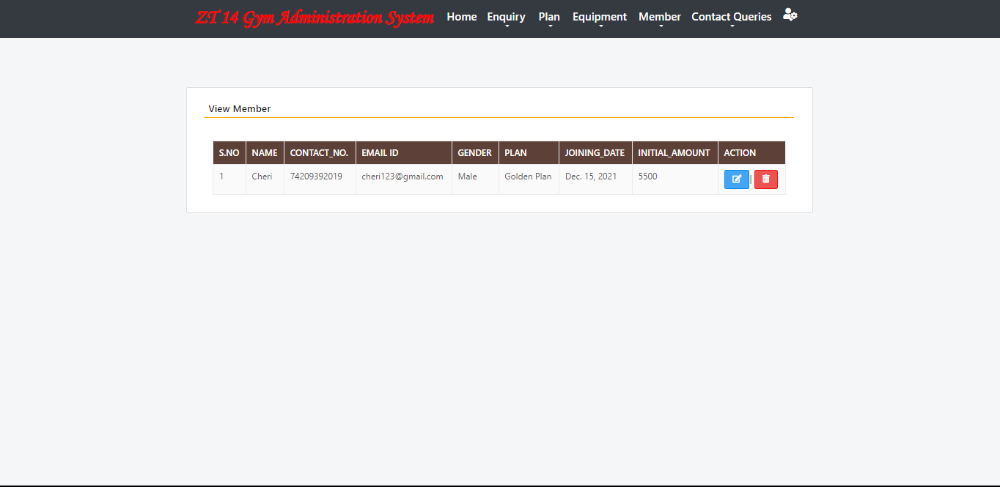 ZT 14 Gym Administration System Home Enquiry Plan Equipment Member Contact Queries
View Member
S.NO NAME CONTACT_NO. EMAIL ID GENDER PLAN JOINING_DATE INITIAL_AMOUNT ACTION
1 Cheri 74209392019 cheri123@gmail.com Male Golden Plan Dec. 15, 2021 5500 |